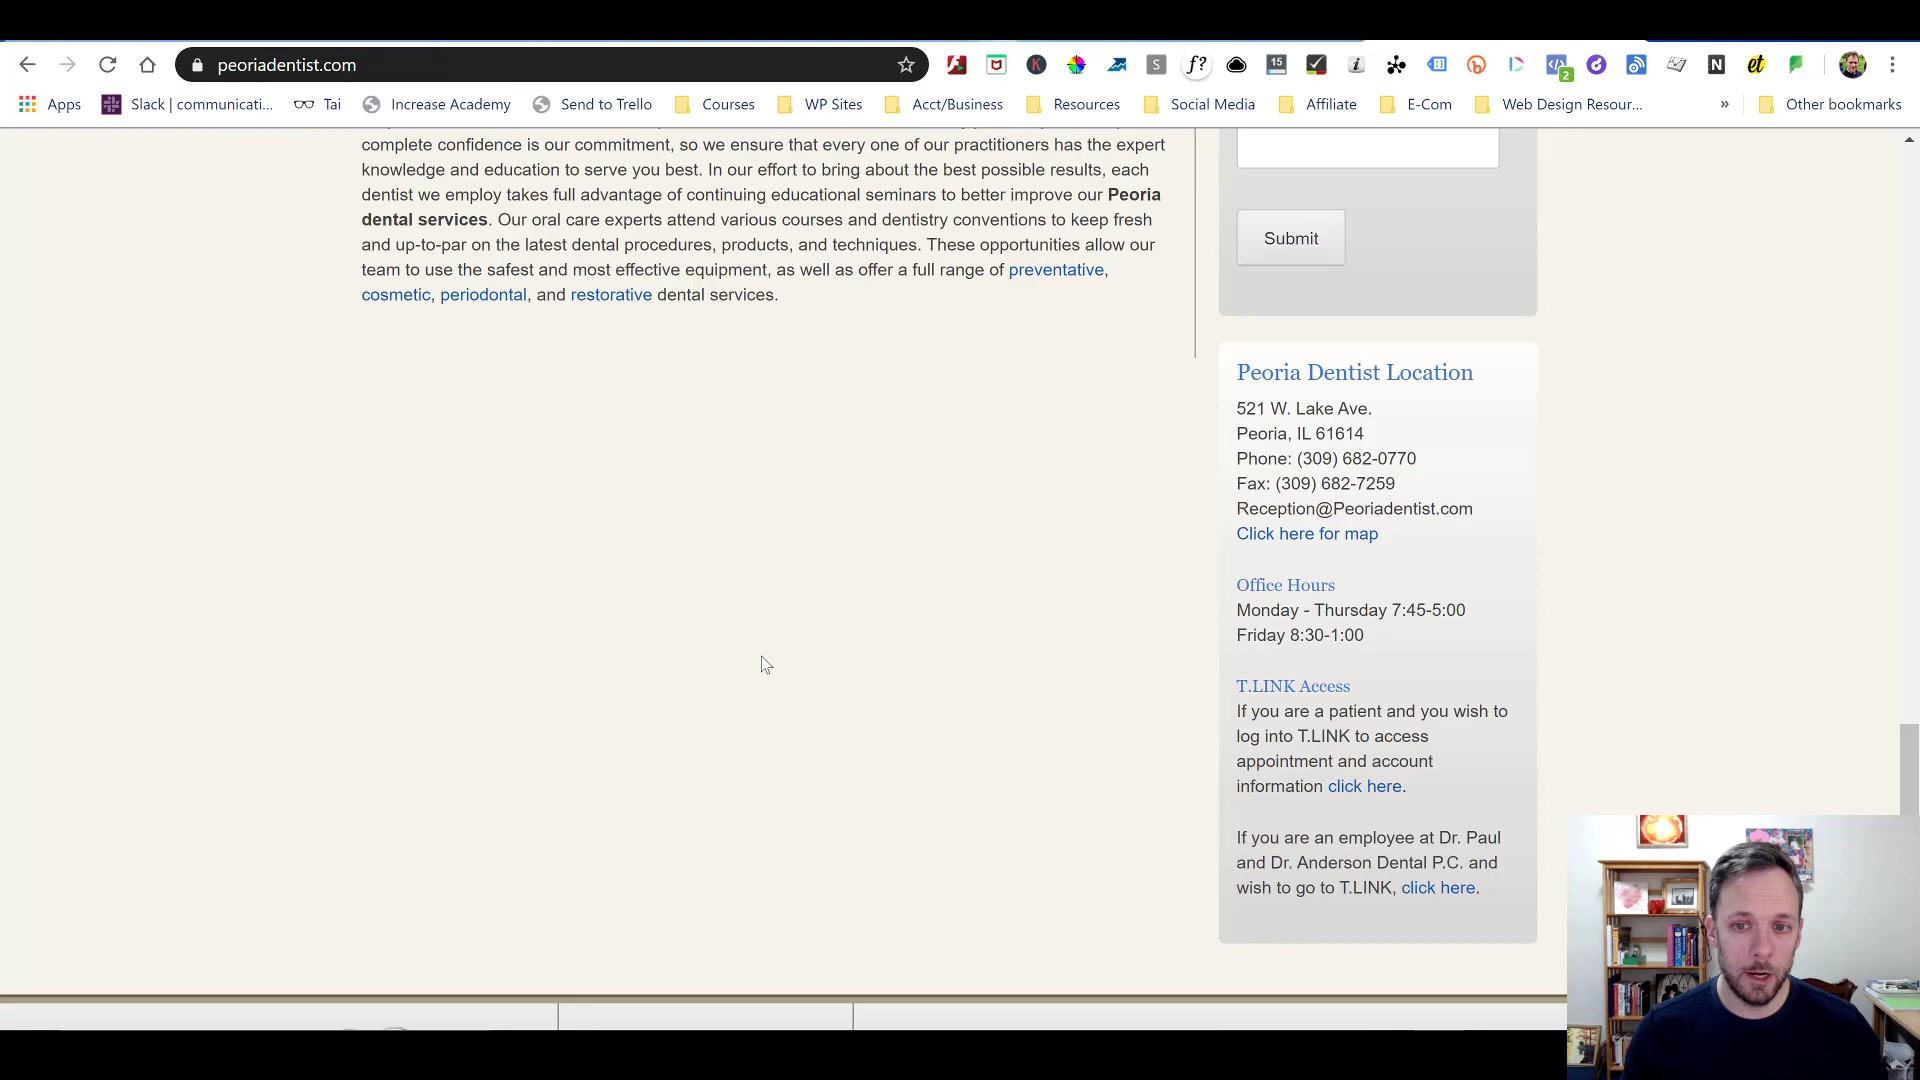 peoriadentist.com
Apps
Slack | communicati...
Tai
Increase Academy
Send to Trello
Courses
WP Sites
Acct/Business
Resources
Social Media
Affiliate
E-Com
Web Design Resour...
»
Other bookmarks
complete confidence is our commitment, so we ensure that every one of our practitioners has the expert
knowledge and education to serve you best. In our effort to bring about the best possible results, each
dentist we employ takes full advantage of continuing educational seminars to better improve our Peoria
dental services. Our oral care experts attend various courses and dentistry conventions to keep fresh
and up-to-par on the latest dental procedures, products, and techniques. These opportunities allow our
team to use the safest and most effective equipment, as well as offer a full range of preventative,
cosmetic, periodontal, and restorative dental services.
Submit
Peoria Dentist Location
521 W. Lake Ave.
Peoria, IL 61614
Phone: (309) 682-0770
Fax: (309) 682-7259
Reception@Peoriadentist.com
Click here for map
Office Hours
Monday - Thursday 7:45-5:00
Friday 8:30-1:00
T.LINK Access
If you are a patient and you wish to
log into T.LINK to access
appointment and account
information click here.
If you are an employee at Dr. Paul
and Dr. Anderson Dental P.C. and
wish to go to T.LINK, click here.